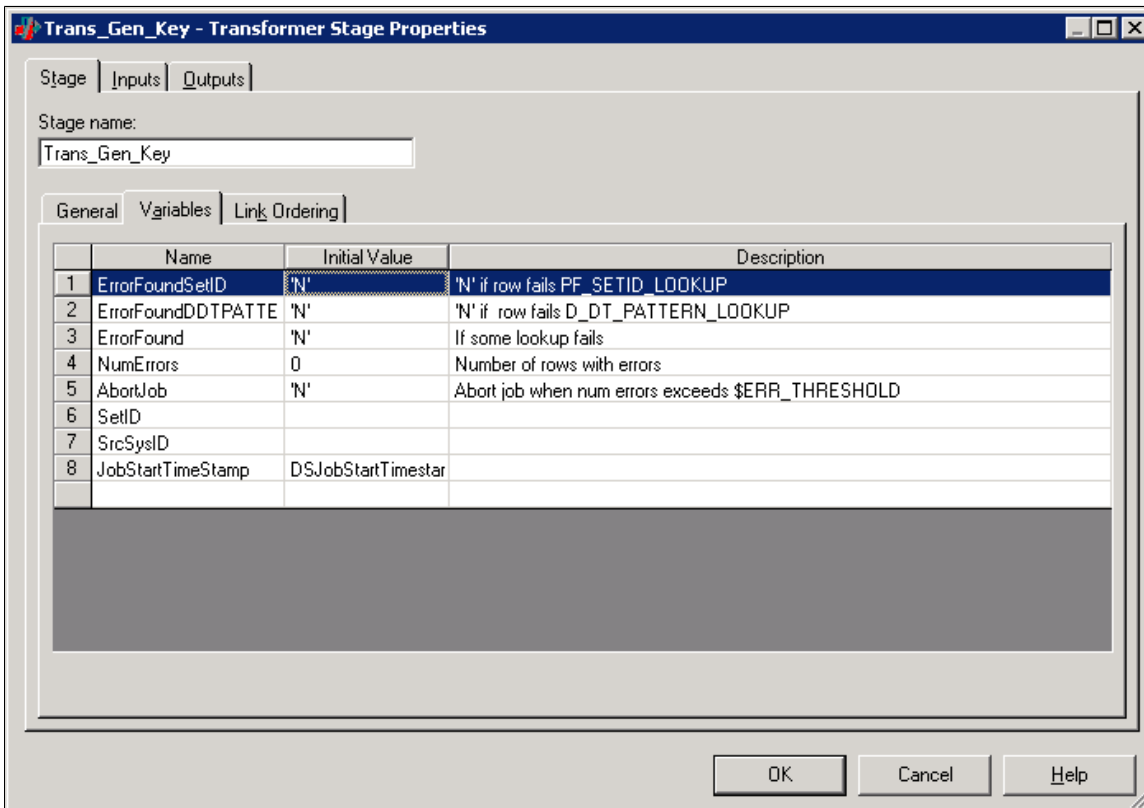 Trans_Gen_Key - Transformer Stage Properties
Stage Inputs Outputs
Stage name:
Trans_Gen_Key
General Variables Link Ordering
Name Initial Value Description
1 ErrorFoundSetID 'N' 'N' if row fails PF_SETID_LOOKUP
2 ErrorFoundDDTPATTE 'N' 'N' if row fails D_DT_PATTERN_LOOKUP
3 ErrorFound 'N' If some lookup fails
4 NumErrors 0 Number of rows with errors
5 AbortJob 'N' Abort job when num errors exceeds $ERR_THRESHOLD
6 SetID
7 SrcSysID
8 JobStartTimeStamp DSJobStartTimestar
OK Cancel Help